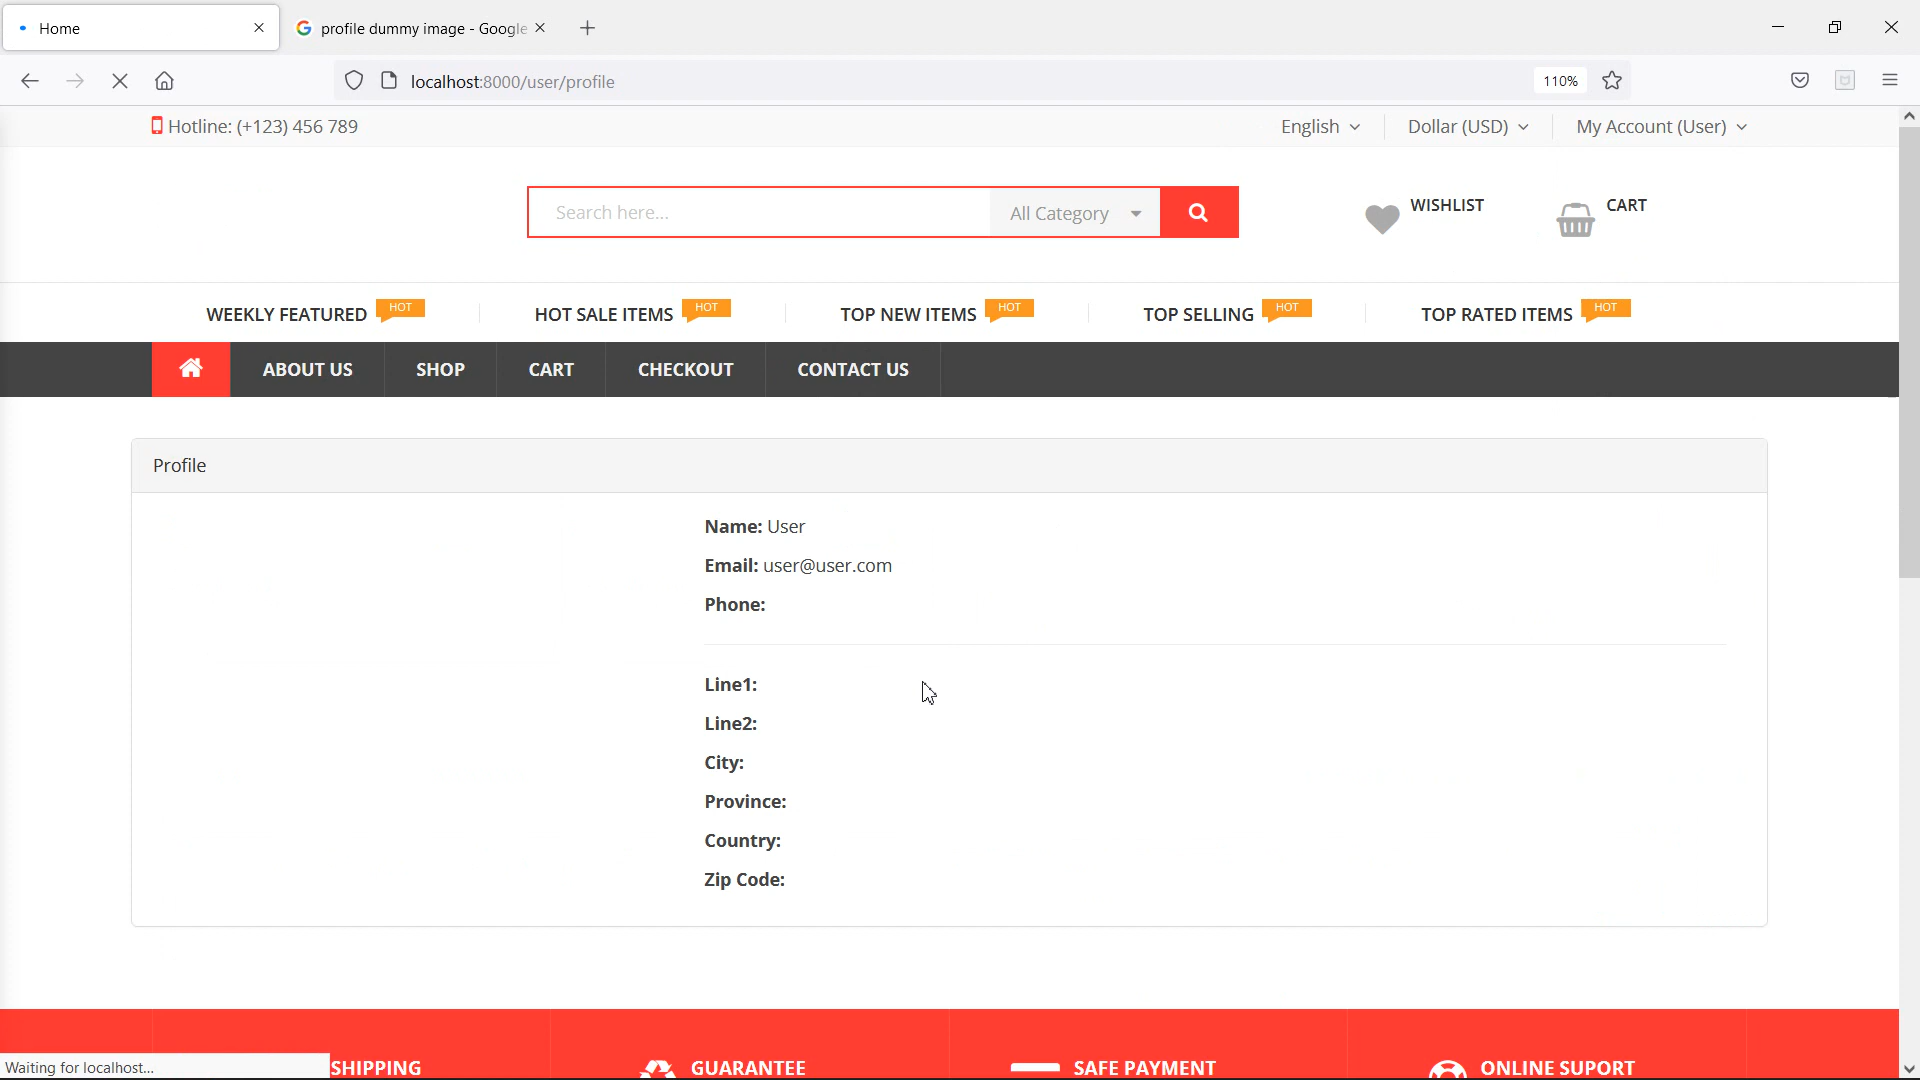 Home
profile dummy image - Google
localhost:8000/user/profile
110%
Hotline: (+123) 456 789
English
Dollar (USD)
My Account (User)
Search here...
All Category
WISHLIST
CART
WEEKLY FEATURED HOT
HOT SALE ITEMS HOT
TOP NEW ITEMS HOT
TOP SELLING HOT
TOP RATED ITEMS HOT
ABOUT US
SHOP
CART
CHECKOUT
CONTACT US
Profile
Name: User
Email: user@user.com
Phone:
Line1:
Line2:
City:
Province:
Country:
Zip Code:
SHIPPING
GUARANTEE
SAFE PAYMENT
ONLINE SUPORT
Waiting for localhost...